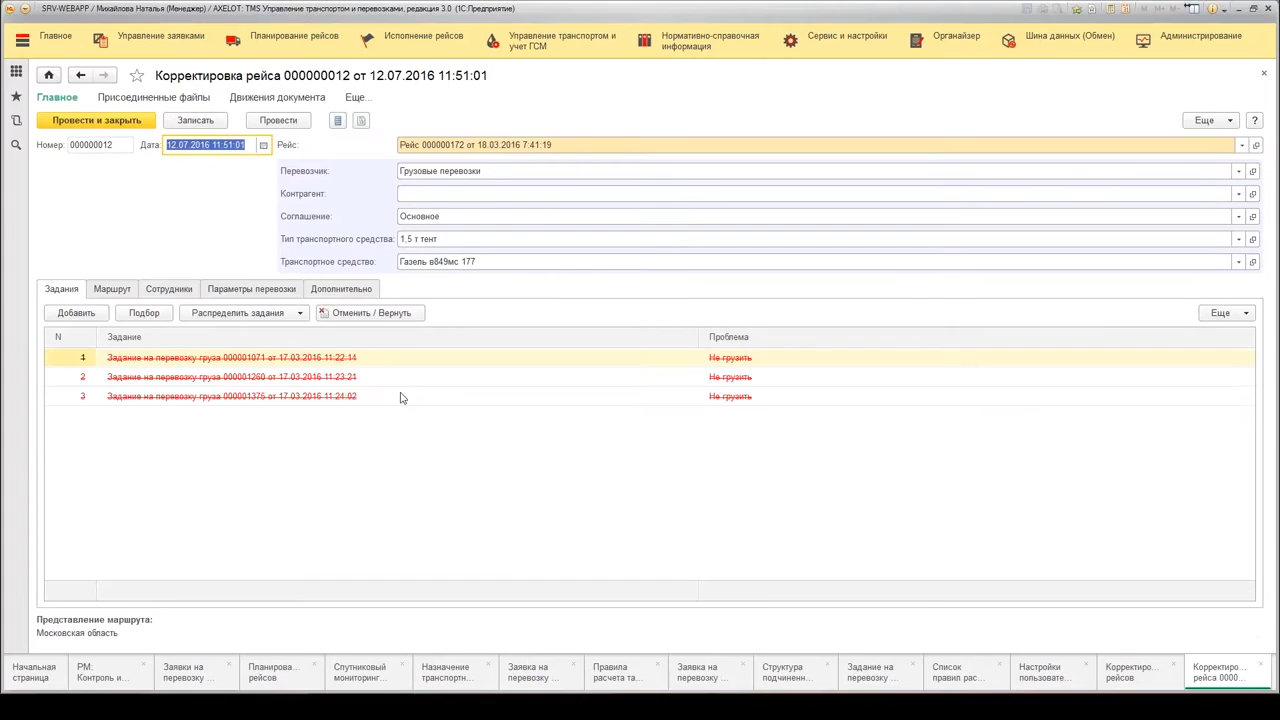 SRV-WEBAPP / Михайлова Наталья (Менеджер) / AXELOT: TMS Управление транспортом и перевозками, редакция 3.0 (1С:Предприятие)
M M+ M-
Главное
Управление заявками
Планирование рейсов
Исполнение рейсов
Управление транспортом и
учет ГСМ
Нормативно-справочная
информация
Сервис и настройки
Органайзер
Шина данных (Обмен)
Администрирование
Корректировка рейса 000000012 от 12.07.2016 11:51:01
Главное Присоединенные файлы Движения документа Еще...
Провести и закрыть Записать Провести Еще ?
Номер: 000000012 Дата: 12.07.2016 11:51:01 Рейс: Рейс 000000172 от 18.03.2016 7:41:19
Перевозчик: Грузовые перевозки
Контрагент:
Соглашение: Основное
Тип транспортного средства: 1,5 т тент
Транспортное средство: Газель в849мс 177
Задания Маршрут Сотрудники Параметры перевозки Дополнительно
Добавить Подбор Распределить задания Отменить / Вернуть Еще
N Задание Проблема
1 Задание на перевозку груза 000001071 от 17.03.2016 11:22:14 Не грузить
2 Задание на перевозку груза 000001260 от 17.03.2016 11:23:21 Не грузить
3 Задание на перевозку груза 000001375 от 17.03.2016 11:24:02 Не грузить
Представление маршрута:
Московская область
Начальная
страница
РМ:
Контроль и...
Заявки на
перевозку ...
Планирова...
рейсов
Спутниковый
мониторинг...
Назначение
транспортн...
Заявка на
перевозку ...
Правила
расчета та...
Заявка на
перевозку ...
Структура
подчиненн...
Задание на
перевозку ...
Список
правил рас...
Настройки
пользовате...
Корректиро...
рейсов
Корректиро...
рейса 0000...